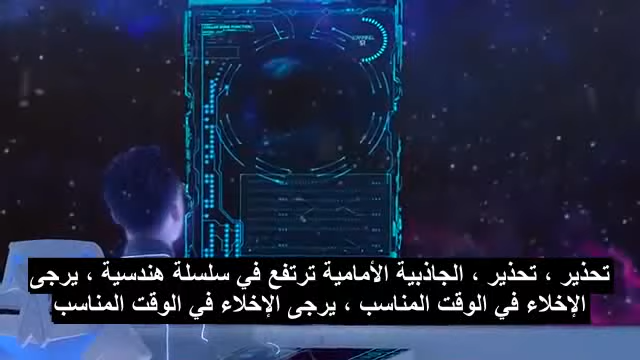 تحذير ، تحذير ، الجاذبية الأمامية ترتفع في سلسلة هندسية ، يرجى
الإخلاء في الوقت المناسب ، يرجى الإخلاء في الوقت المناسب